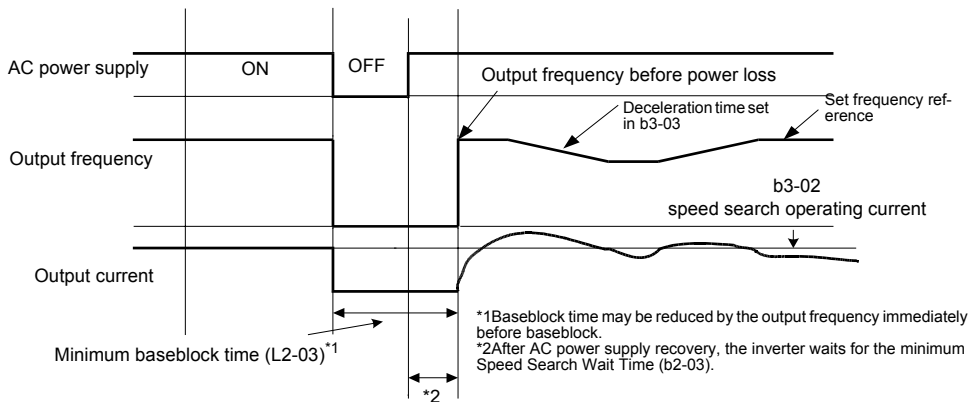 AC power supply
ON
OFF
Output frequency before power loss
Deceleration time set
in b3-03
Set frequency ref-
erence
Output frequency
b3-02
speed search operating current
Output current
*1Baseblock time may be reduced by the output frequency immediately
before baseblock.
*2After AC power supply recovery, the inverter waits for the minimum
Speed Search Wait Time (b2-03).
Minimum baseblock time (L2-03)*1
*2